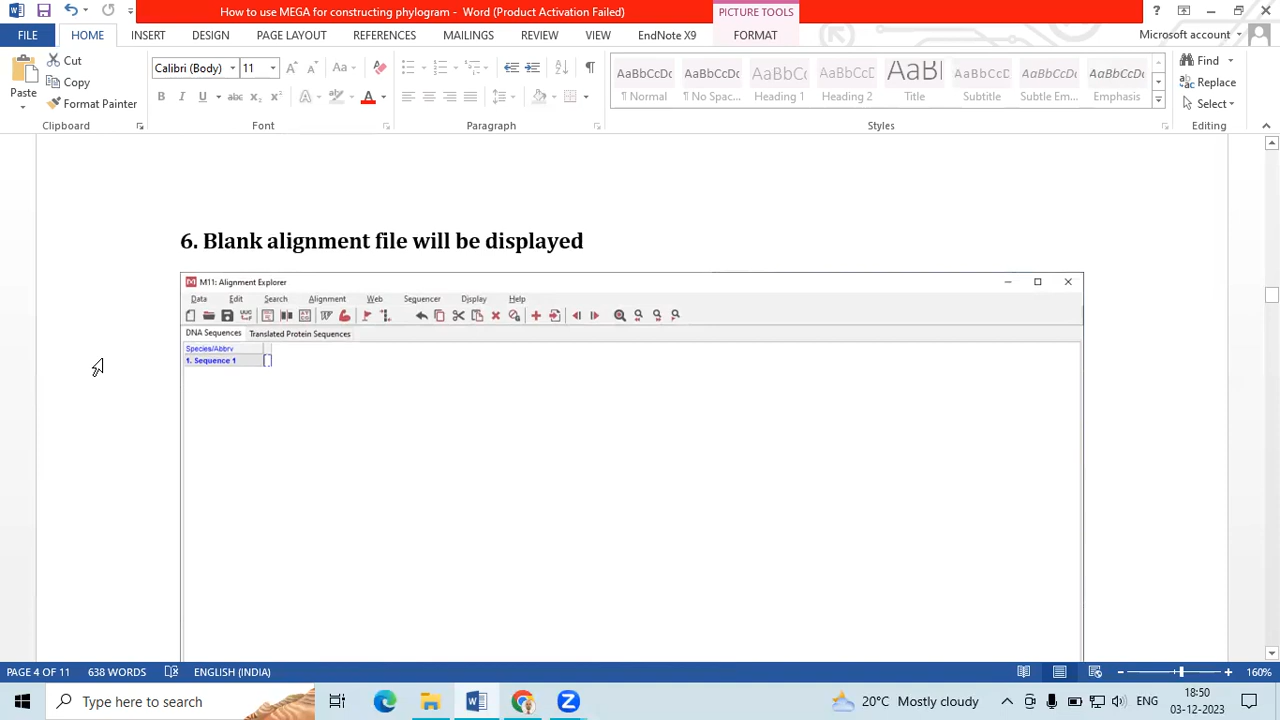 How to use MEGA for constructing phylogram - Word (Product Activation Failed)
PICTURE TOOLS
?
FILE
HOME
INSERT
DESIGN
PAGE LAYOUT
REFERENCES
MAILINGS
REVIEW
VIEW
EndNote X9
FORMAT
Microsoft account
Paste
Cut
Copy
Format Painter
Clipboard
Calibri (Body)
11
Font
Paragraph
AaBbCcDc
¶ Normal
AaBbCcDc
¶ No Spac...
AaBbCc
Heading 1
AaBbCcD
Heading 2
AaBl
Title
AaBbCcD
Subtitle
AaBbCcDc
Subtle Em...
AaBbCcDc
Emphasis
Styles
Find
Replace
Select
Editing
6. Blank alignment file will be displayed
M11: Alignment Explorer
Data Edit Search Alignment Web Sequencer Display Help
DNA Sequences Translated Protein Sequences
Species/Abbrv
1. Sequence 1
PAGE 4 OF 11 638 WORDS ENGLISH (INDIA) 160%
Type here to search
20°C Mostly cloudy
ENG
18:50
03-12-2023